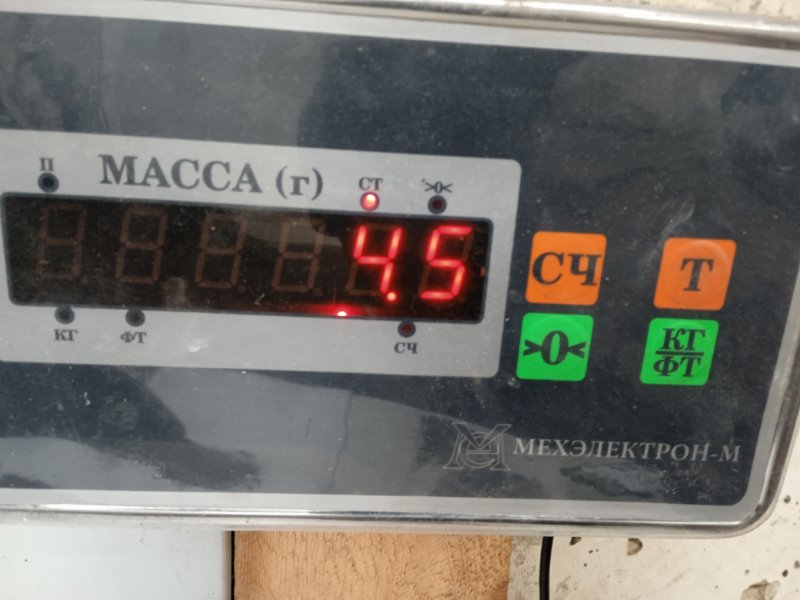 П
МАССА (г)
СТ
>0<
4.5
КГ
ФТ
СЧ
СЧ
Т
>0<
КГ
ФТ
МЕХЭЛЕКТРОН-М